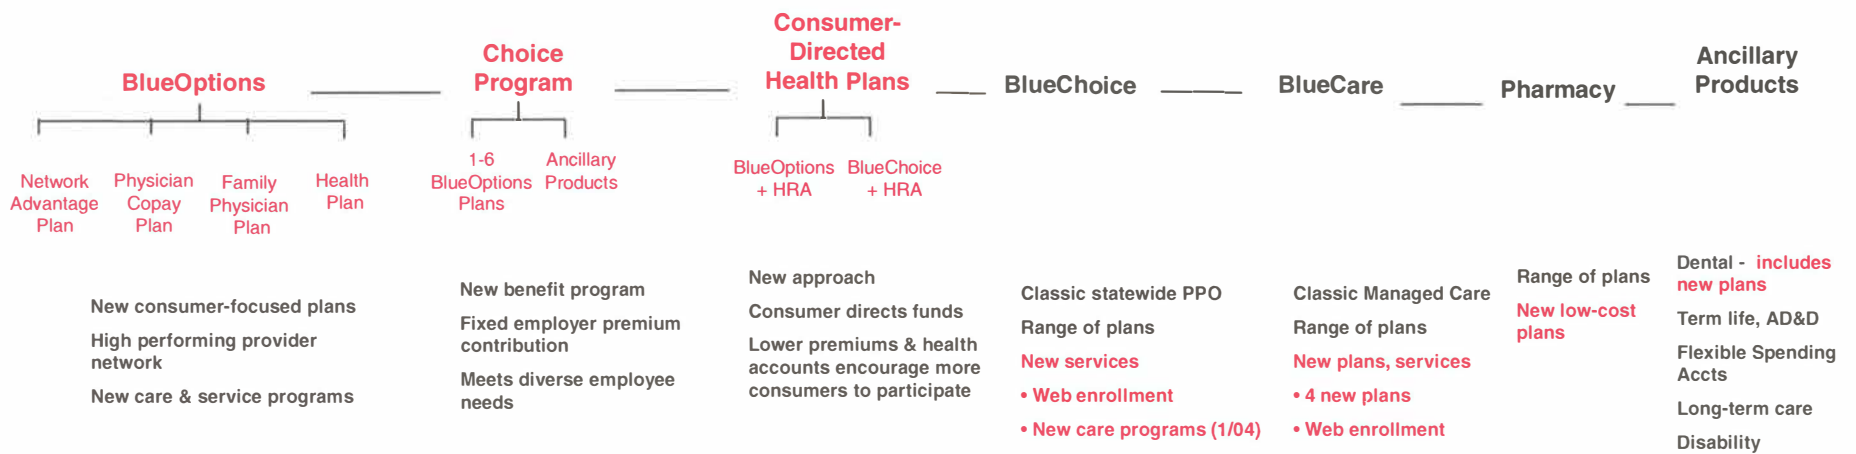 BlueOptions
Network
Advantage
Plan
Physician
Copay
Plan
Family
Physician
Plan
Health
Plan
New consumer-focused plans
High performing provider
network
New care & service programs
Choice
Program
1-6
BlueOptions
Plans
Ancillary
Products
New benefit program
Fixed employer premium
contribution
Meets diverse employee
needs
Consumer-
Directed
Health Plans
BlueOptions
+ HRA
BlueChoice
+ HRA
New approach
Consumer directs funds
Lower premiums & health
accounts encourage more
consumers to participate
BlueChoice
Classic statewide PPO
Range of plans
New services
• Web enrollment
• New care programs (1/04)
BlueCare
Classic Managed Care
Range of plans
New plans, services
• 4 new plans
• Web enrollment
Pharmacy
Range of plans
New low-cost
plans
Ancillary
Products
Dental - includes
new plans
Term life, AD&D
Flexible Spending
Accts
Long-term care
Disability